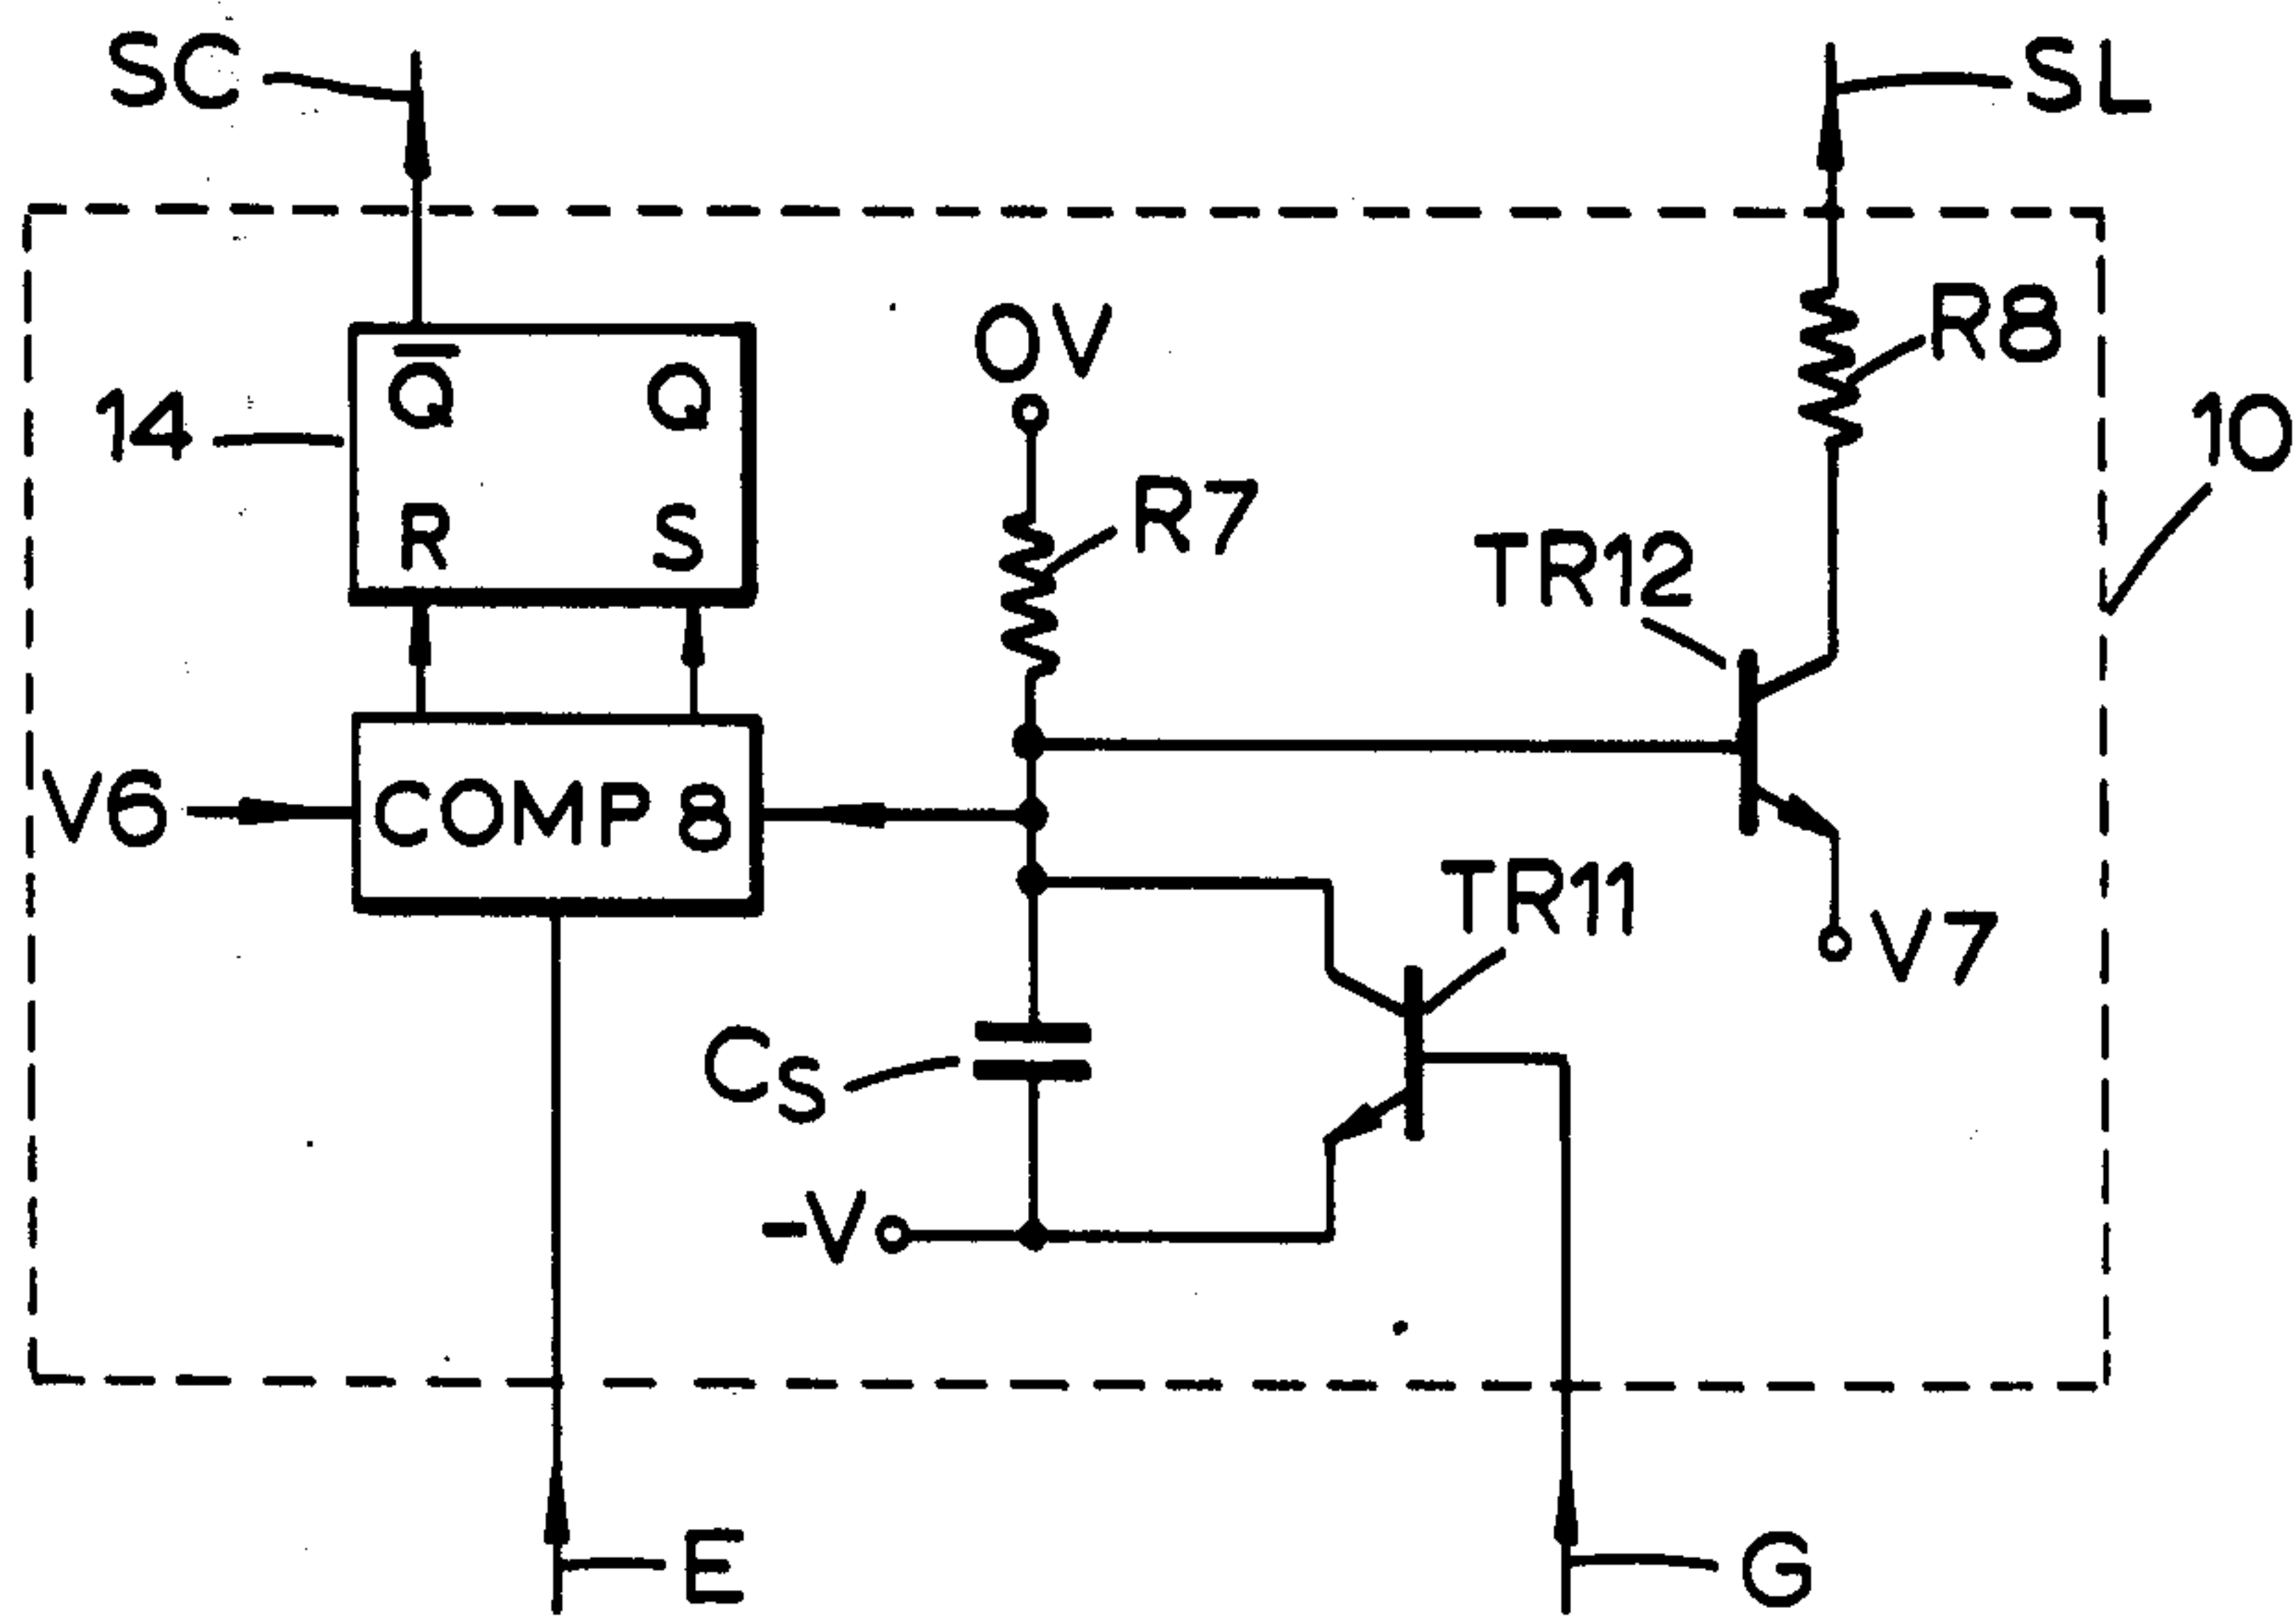 SC
SL
Q̅ Q
R S
14
0V
R8
R7
10
TR12
V6
COMP 8
TR11
V7
Cs
-V
E
G